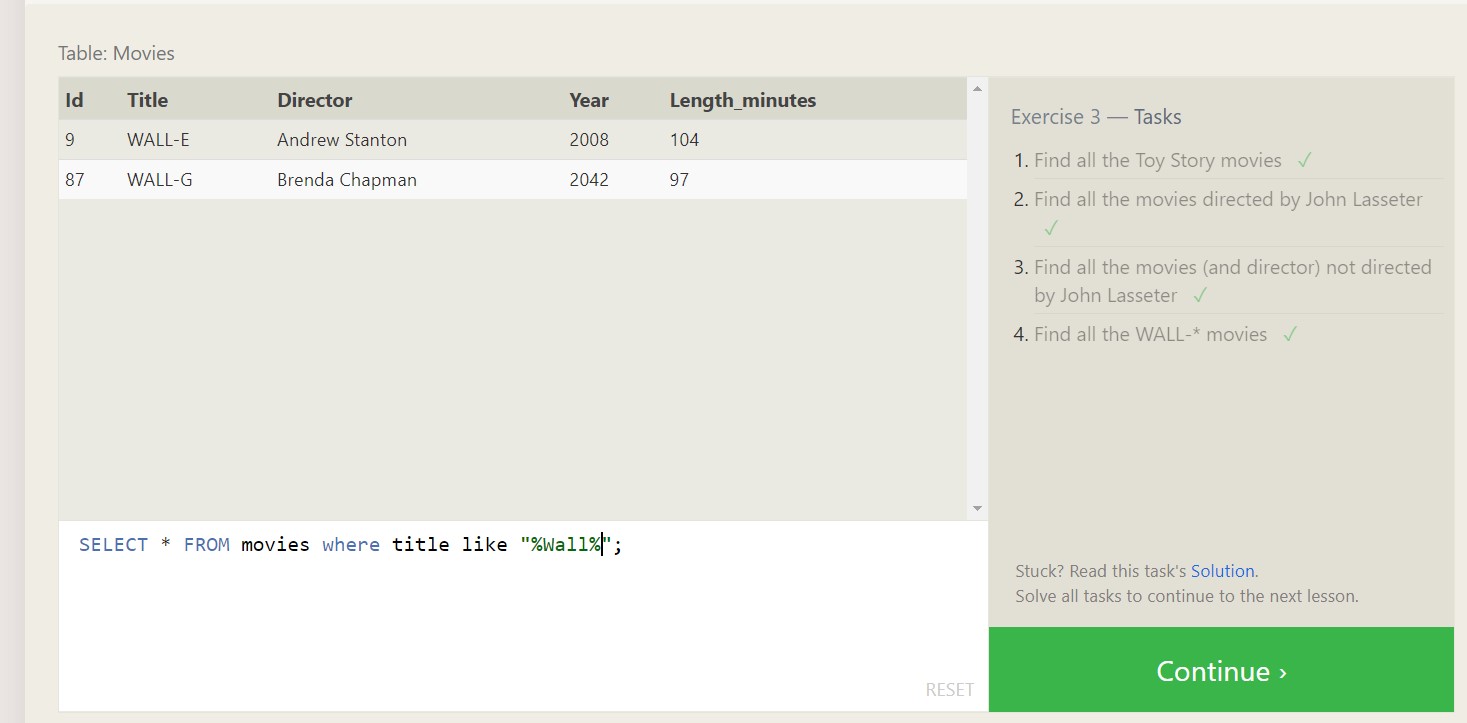 Table: Movies
Id Title Director Year Length_minutes
9 WALL-E Andrew Stanton 2008 104
87 WALL-G Brenda Chapman 2042 97
SELECT * FROM movies where title like "%Wall%";
RESET
Exercise 3 — Tasks
1. Find all the Toy Story movies ✓
2. Find all the movies directed by John Lasseter
✓
3. Find all the movies (and director) not directed
by John Lasseter ✓
4. Find all the WALL-* movies ✓
Stuck? Read this task's Solution.
Solve all tasks to continue to the next lesson.
Continue ›